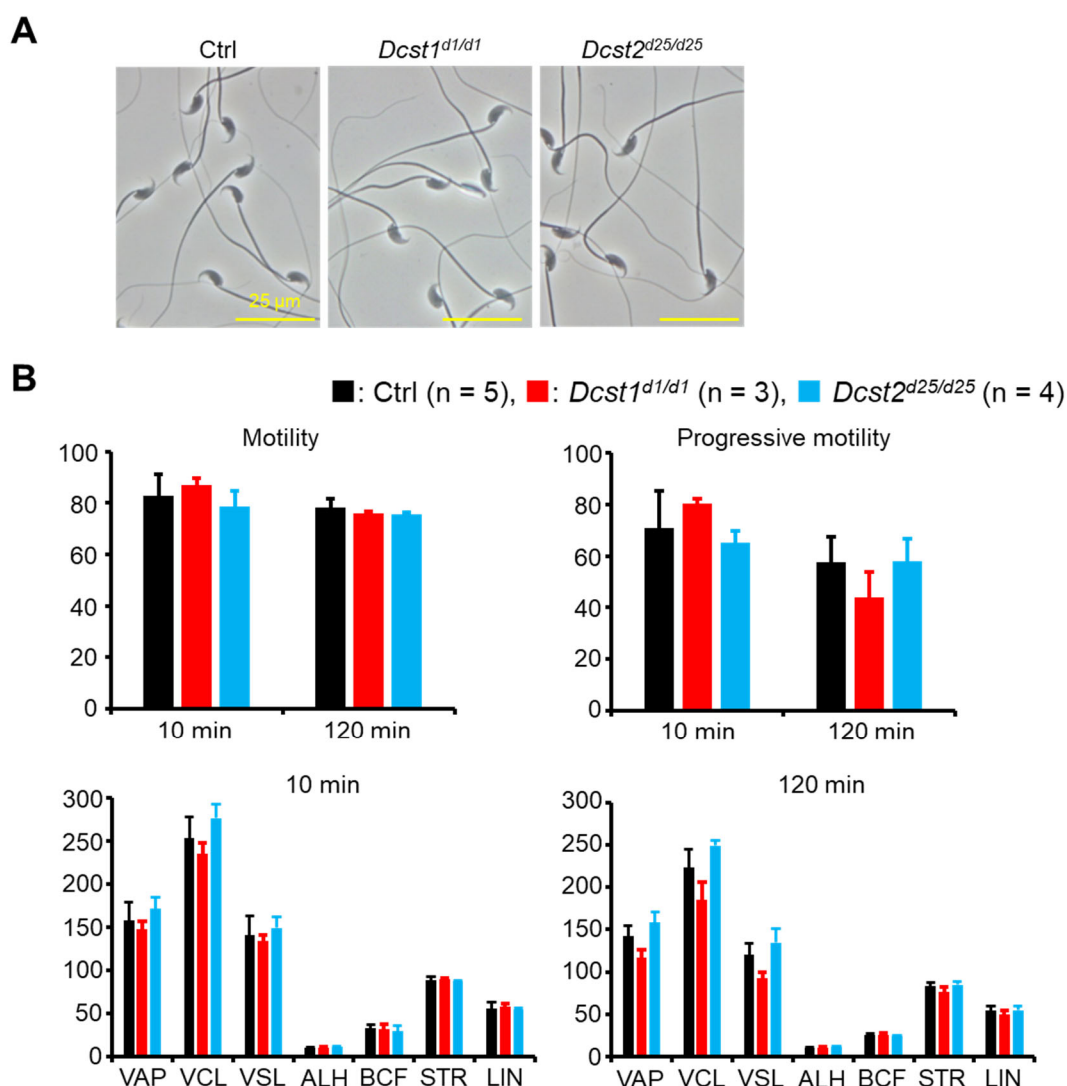 A
Ctrl
Dcst1d1/d1
Dcst2d25/d25
25 μm
B
: Ctrl (n = 5), : Dcst1d1/d1 (n = 3), Dcst2d25/d25 (n = 4)
Motility
100
80
60
40
20
0
10 min
120 min
Progressive motility
100
80
60
40
20
0
10 min
120 min
10 min
300
250
200
150
100
50
0
VAP VCL VSL ALH BCF STR LIN
120 min
300
250
200
150
100
50
0
VAP VCL VSL ALH BCF STR LIN